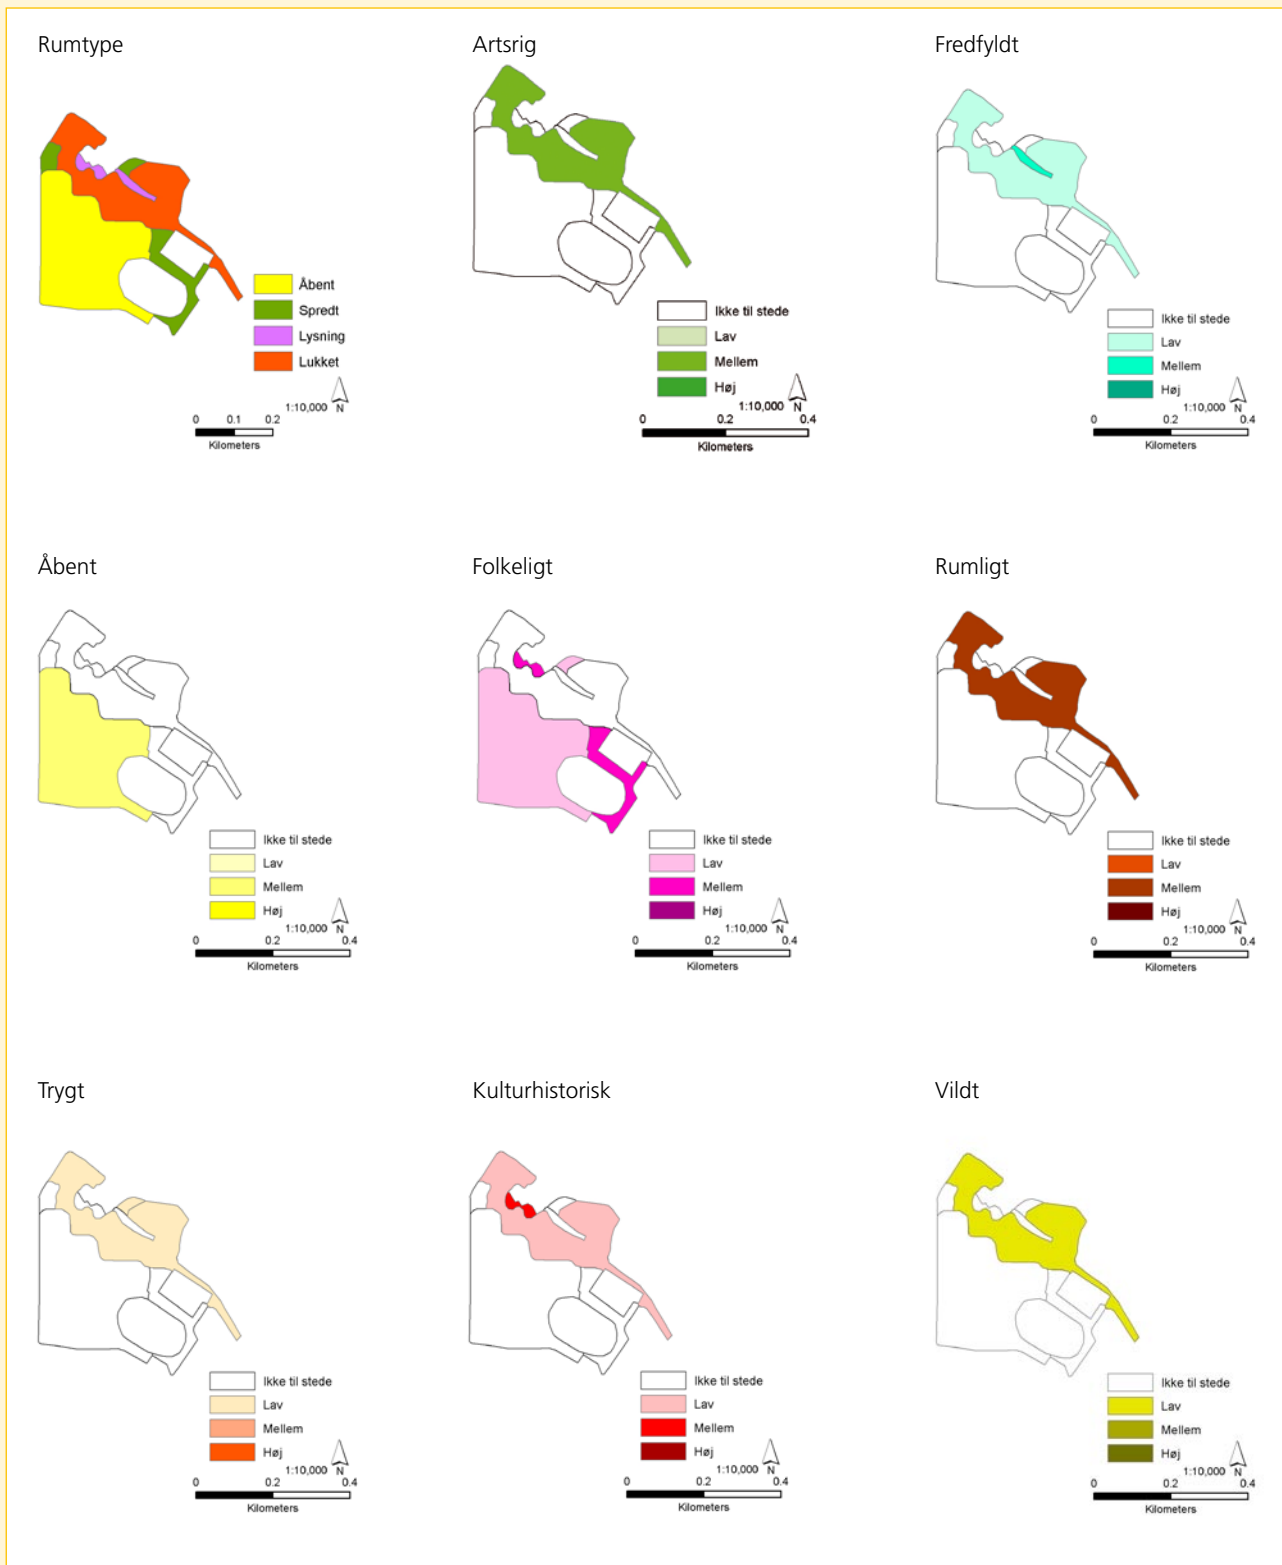 Rumtype
Åbent
Spredt
Lysning
Lukket
1:10,000 N
0 0.1 0.2
Kilometers
Artsrig
Ikke til stede
Lav
Mellem
Høj
1:10,000 N
0 0.2 0.4
Kilometers
Fredfyldt
Ikke til stede
Lav
Mellem
Høj
1:10,000 N
0 0.2 0.4
Kilometers
Åbent
Ikke til stede
Lav
Mellem
Høj
1:10,000 N
0 0.2 0.4
Kilometers
Folkeligt
Ikke til stede
Lav
Mellem
Høj
1:10,000 N
0 0.2 0.4
Kilometers
Rumligt
Ikke til stede
Lav
Mellem
Høj
1:10,000 N
0 0.2 0.4
Kilometers
Trygt
Ikke til stede
Lav
Mellem
Høj
1:10,000 N
0 0.2 0.4
Kilometers
Kulturhistorisk
Ikke til stede
Lav
Mellem
Høj
1:10,000 N
0 0.2 0.4
Kilometers
Vildt
Ikke til stede
Lav
Mellem
Høj
1:10,000 N
0 0.2 0.4
Kilometers